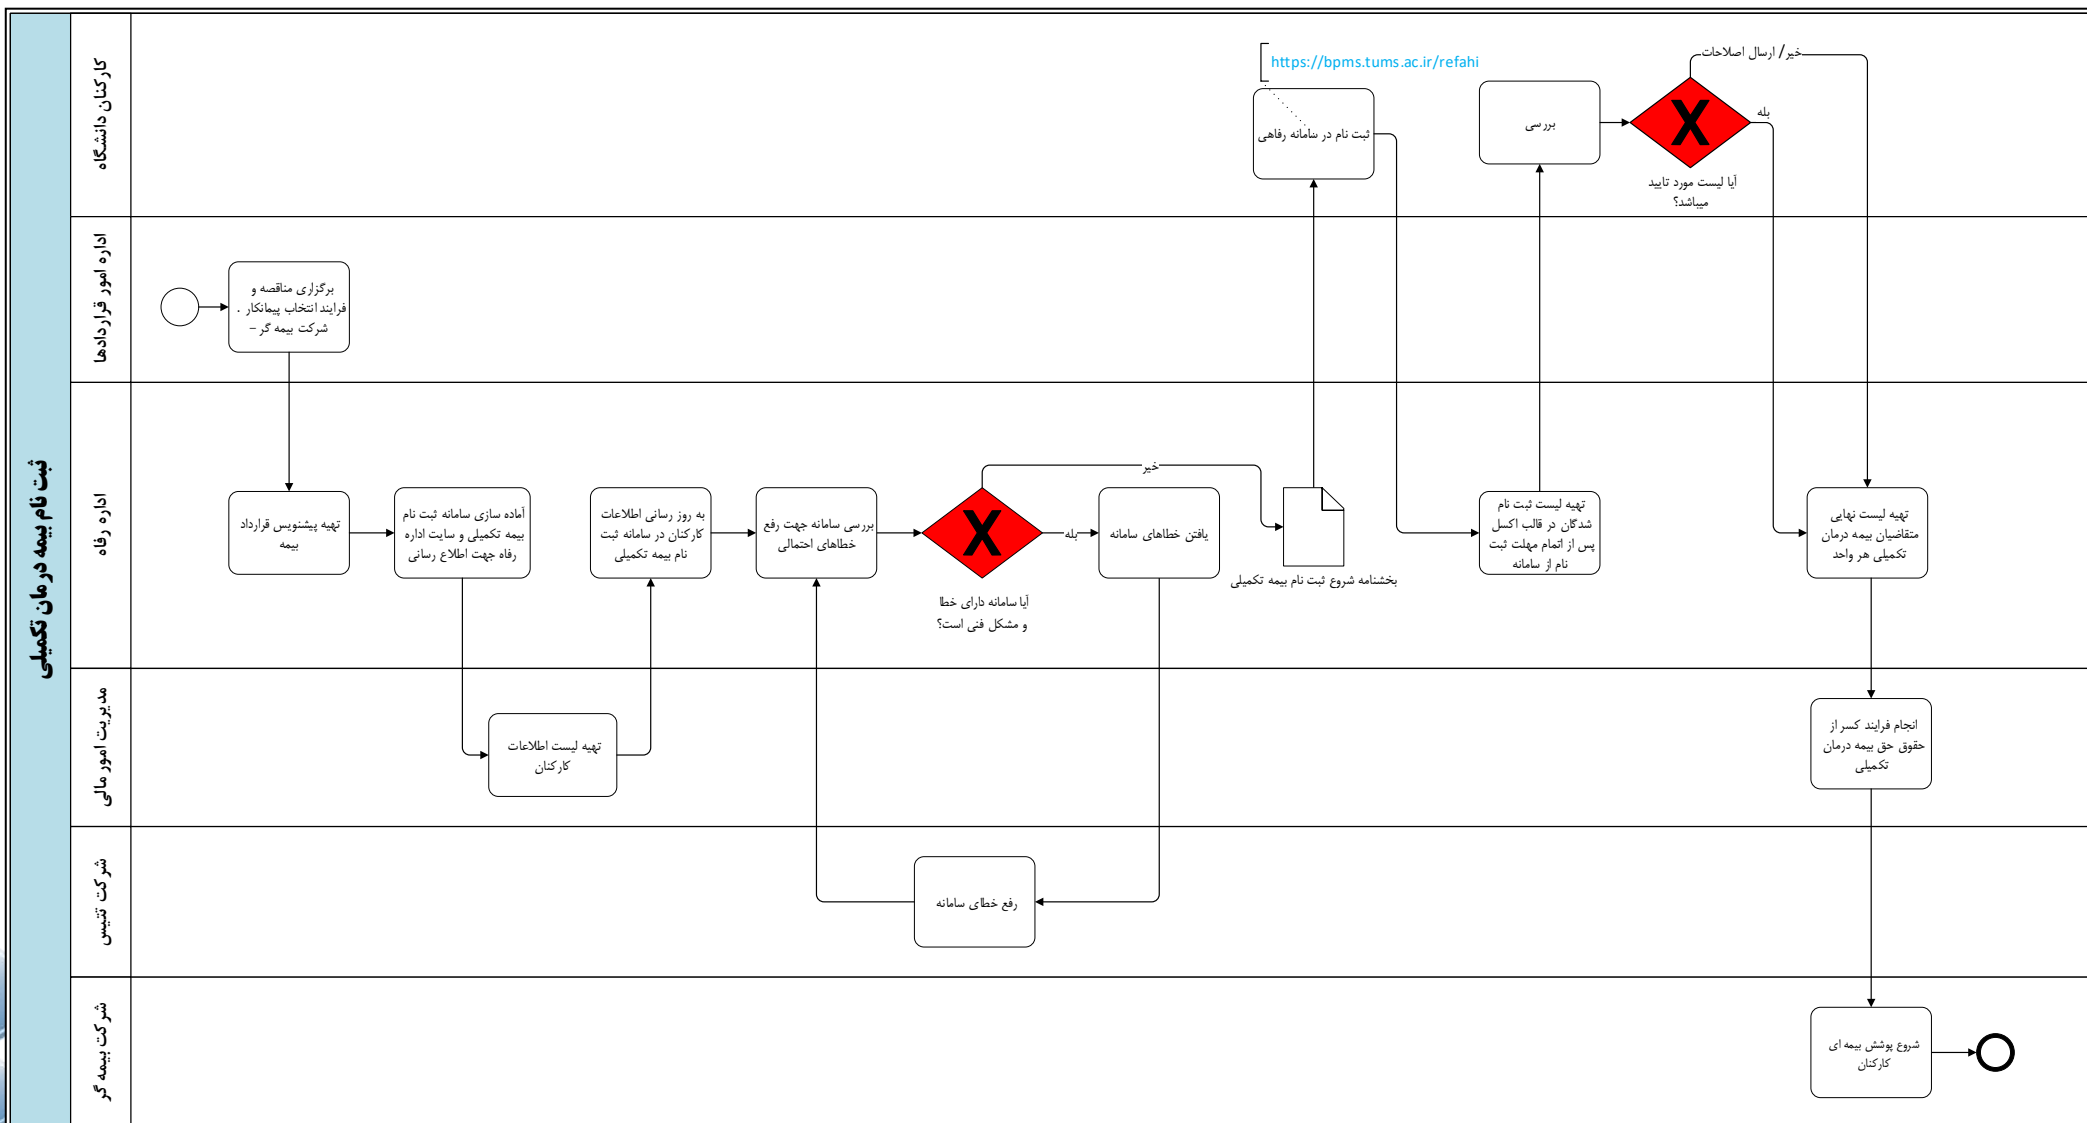 ثبت نام بیمه درمان تکمیلی
کارکنان دانشگاه
https://bpms.tums.ac.ir/refahi
ثبت نام در سامانه رفاهی
بررسی
خیر/ ارسال اصلاحات
بله
آیا لیست مورد تایید
میباشد؟
اداره امور قراردادها
برگزاری مناقصه و
فرایند انتخاب پیمانکار .
شرکت بیمه گر –
اداره رفاه
تهیه پیشنویس قرارداد
بیمه
آماده سازی سامانه ثبت نام
بیمه تکمیلی و سایت اداره
رفاه جهت اطلاع رسانی
به روز رسانی اطلاعات
کارکنان در سامانه ثبت
نام بیمه تکمیلی
بررسی سامانه جهت رفع
خطاهای احتمالی
آیا سامانه دارای خطا
و مشکل فنی است؟
خیر
بله
یافتن خطاهای سامانه
بخشنامه شروع ثبت نام بیمه تکمیلی
تهیه لیست ثبت نام
شدگان در قالب اکسل
پس از اتمام مهلت ثبت
نام از سامانه
تهیه لیست نهایی
متقاضیان بیمه درمان
تکمیلی هر واحد
مدیریت امور مالی
تهیه لیست اطلاعات
کارکنان
انجام فرایند کسر از
حقوق حق بیمه درمان
تکمیلی
شرکت تتیس
رفع خطای سامانه
شرکت بیمه گر
شروع پوشش بیمه ای
کارکنان